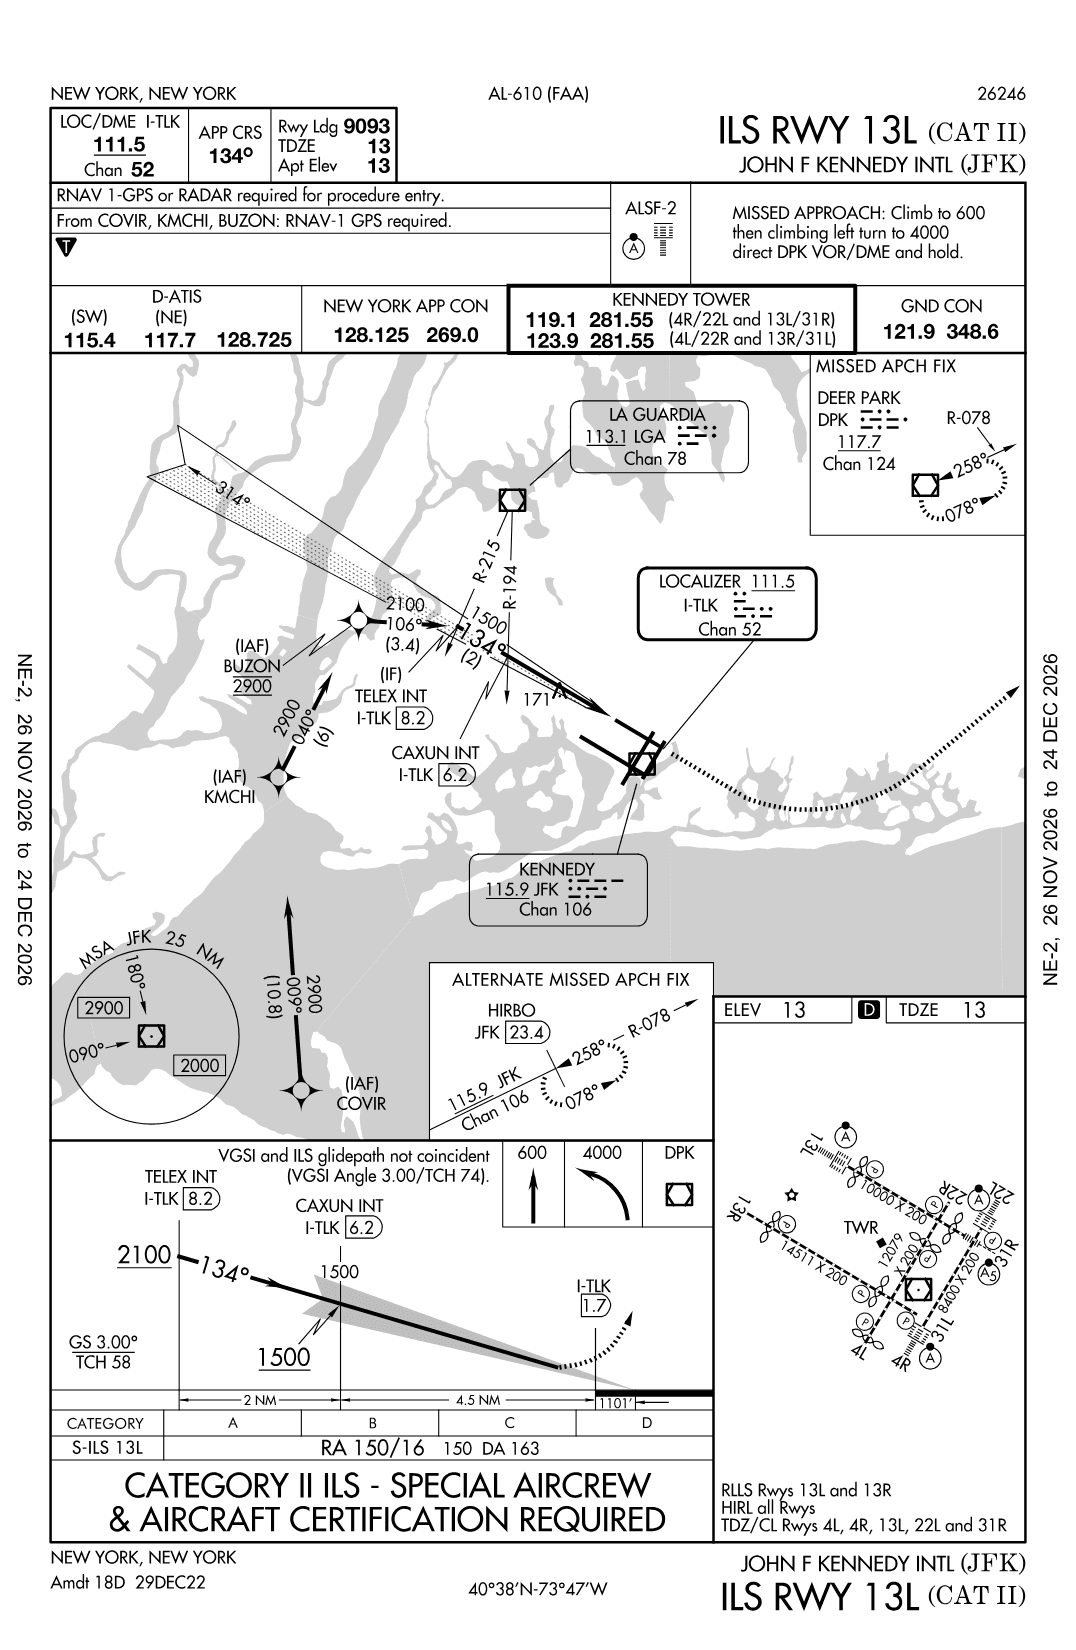 NEW YORK, NEW YORK
AL-610 (FAA)
26246
LOC/DME I-TLK
111.5
Chan 52
APP CRS
134°
Rwy Ldg 9093
TDZE 13
Apt Elev 13
ILS RWY 13L (CAT II)
JOHN F KENNEDY INTL (JFK)
RNAV 1-GPS or RADAR required for procedure entry.
From COVIR, KMCHI, BUZON: RNAV-1 GPS required.
T
ALSF-2
A
MISSED APPROACH: Climb to 600
then climbing left turn to 4000
direct DPK VOR/DME and hold.
D-ATIS
(SW) (NE)
115.4 117.7 128.725
NEW YORK APP CON
128.125 269.0
KENNEDY TOWER
119.1 281.55 (4R/22L and 13L/31R)
123.9 281.55 (4L/22R and 13R/31L)
GND CON
121.9 348.6
MISSED APCH FIX
DEER PARK
DPK
117.7
Chan 124
R-078
258°
078°
LA GUARDIA
113.1 LGA
Chan 78
314°
R-215
R-194
LOCALIZER 111.5
I-TLK
Chan 52
2100
106°
(3.4)
1500
134°
(2)
(IAF)
BUZON
2900
(IF)
TELEX INT
I-TLK 8.2
171
CAXUN INT
I-TLK 6.2
2900
040°
(6)
(IAF)
KMCHI
KENNEDY
115.9 JFK
Chan 106
2900
009°
(10.8)
(IAF)
COVIR
MSA JFK 25 NM
180°
2900
090°
2000
ALTERNATE MISSED APCH FIX
HIRBO
JFK 23.4
R-078
258°
078°
115.9 JFK
Chan 106
ELEV 13
D
TDZE 13
13L
A
P
10000 X 200
22R
22L
A
P
13R
P
TWR
14511 X 200
12079 X 200
P
P
31R
A5
8400 X 200
P
P
P
31L
4L
4R
A
RLLS Rwys 13L and 13R
HIRL all Rwys
TDZ/CL Rwys 4L, 4R, 13L, 22L and 31R
VGSI and ILS glidepath not coincident
(VGSI Angle 3.00/TCH 74).
600
4000
DPK
TELEX INT
I-TLK 8.2
CAXUN INT
I-TLK 6.2
2100
134°
1500
I-TLK
1.7
GS 3.00°
TCH 58
1500
2 NM
4.5 NM
1101'
CATEGORY A B C D
S-ILS 13L RA 150/16 150 DA 163
CATEGORY II ILS - SPECIAL AIRCREW
& AIRCRAFT CERTIFICATION REQUIRED
NEW YORK, NEW YORK
Amdt 18D 29DEC22
40°38'N-73°47'W
JOHN F KENNEDY INTL (JFK)
ILS RWY 13L (CAT II)
NE-2, 26 NOV 2026 to 24 DEC 2026
NE-2, 26 NOV 2026 to 24 DEC 2026